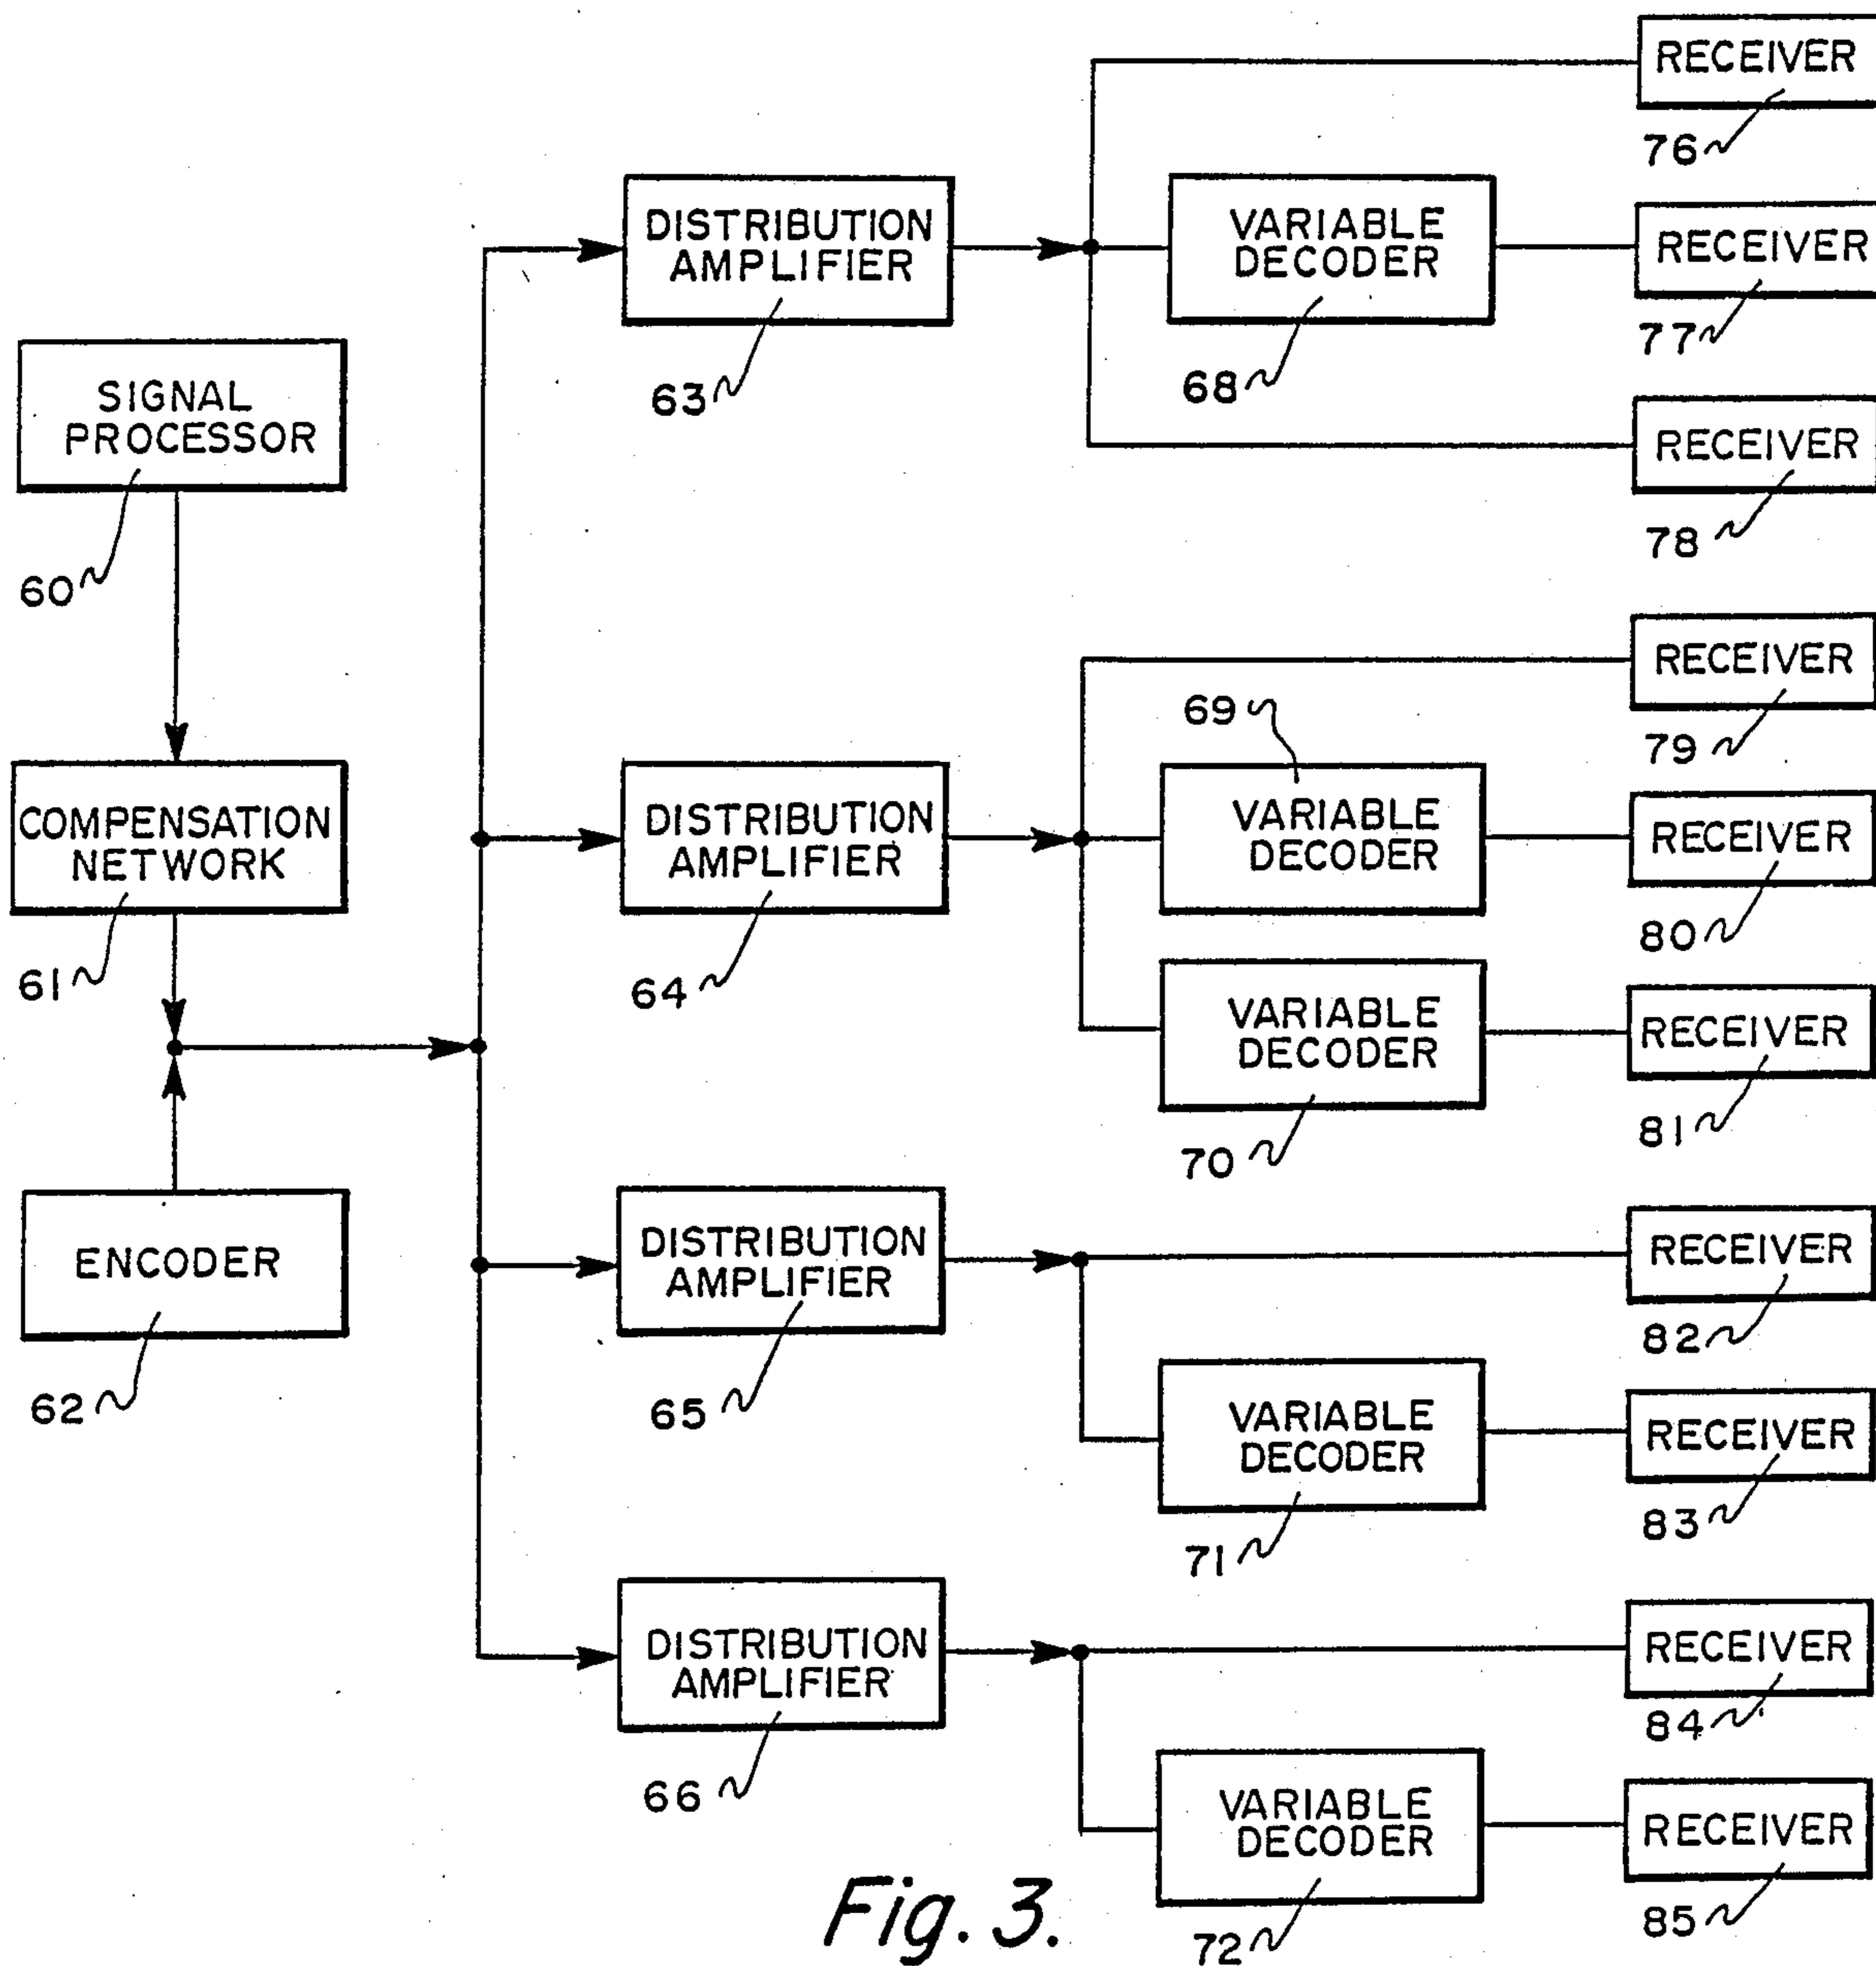 SIGNAL
PROCESSOR
60
COMPENSATION
NETWORK
61
ENCODER
62
DISTRIBUTION
AMPLIFIER
63
VARIABLE
DECODER
68
RECEIVER
76
RECEIVER
77
RECEIVER
78
DISTRIBUTION
AMPLIFIER
64
69
VARIABLE
DECODER
VARIABLE
DECODER
70
RECEIVER
79
RECEIVER
80
RECEIVER
81
DISTRIBUTION
AMPLIFIER
65
VARIABLE
DECODER
71
RECEIVER
82
RECEIVER
83
DISTRIBUTION
AMPLIFIER
66
VARIABLE
DECODER
72
RECEIVER
84
RECEIVER
85
Fig. 3.